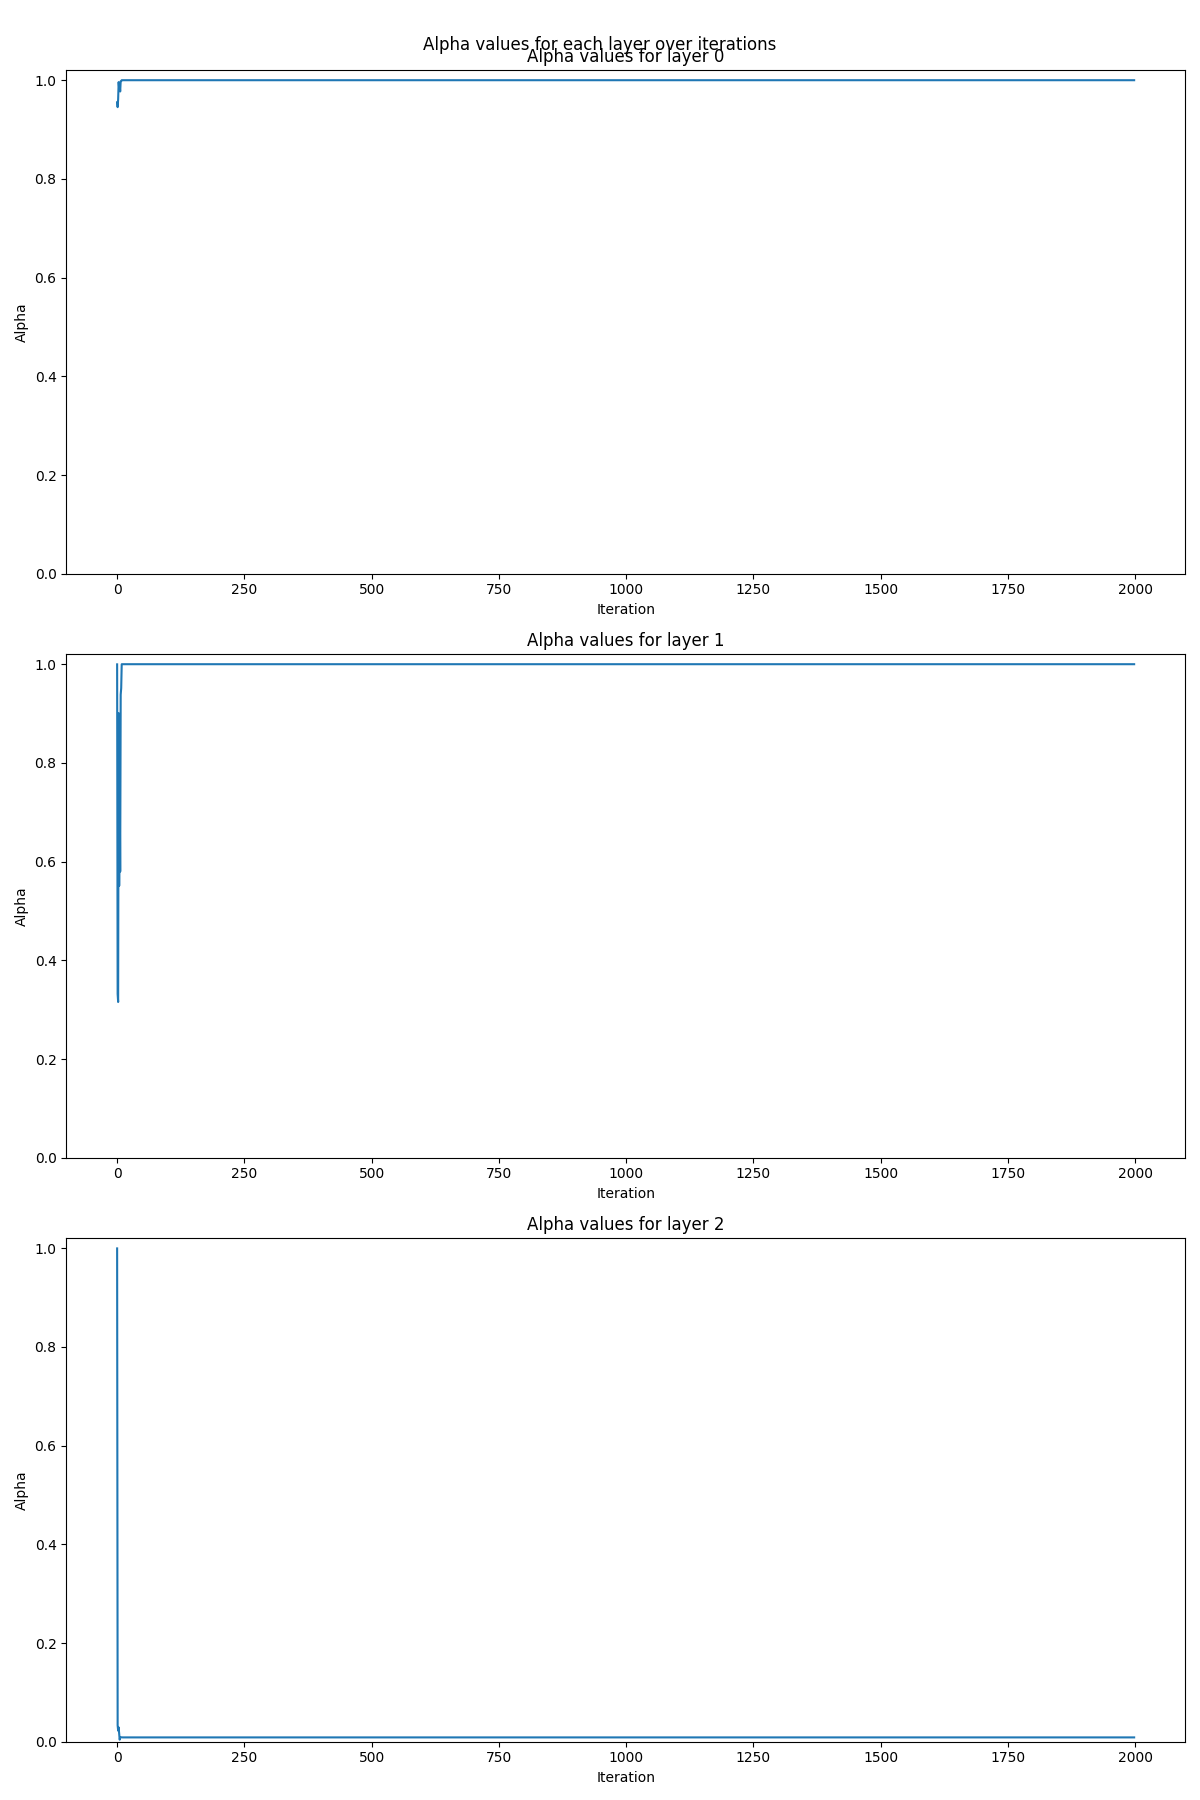 Alpha values for each layer over iterations
Alpha values for layer 0
1.0
0.8
0.6
0.4
0.2
0.0
Alpha
0 250 500 750 1000 1250 1500 1750 2000
Iteration
Alpha values for layer 1
1.0
0.8
0.6
0.4
0.2
0.0
Alpha
0 250 500 750 1000 1250 1500 1750 2000
Iteration
Alpha values for layer 2
1.0
0.8
0.6
0.4
0.2
0.0
Alpha
0 250 500 750 1000 1250 1500 1750 2000
Iteration